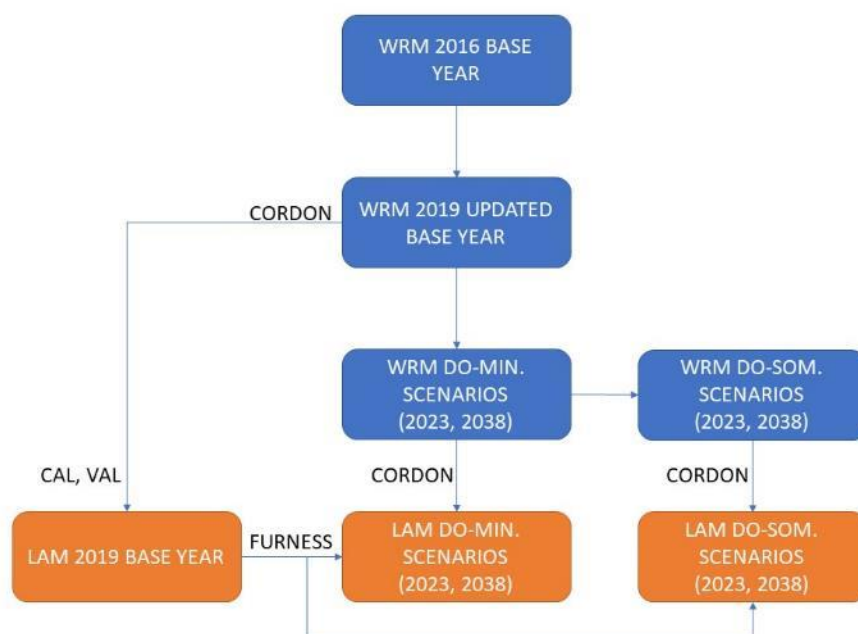 WRM 2016 BASE
YEAR
CORDON
WRM 2019 UPDATED
BASE YEAR
WRM DO-MIN.
SCENARIOS
(2023, 2038)
WRM DO-SOM.
SCENARIOS
(2023, 2038)
CAL, VAL
CORDON
CORDON
LAM 2019 BASE YEAR
FURNESS
LAM DO-MIN.
SCENARIOS
(2023, 2038)
LAM DO-SOM.
SCENARIOS
(2023, 2038)